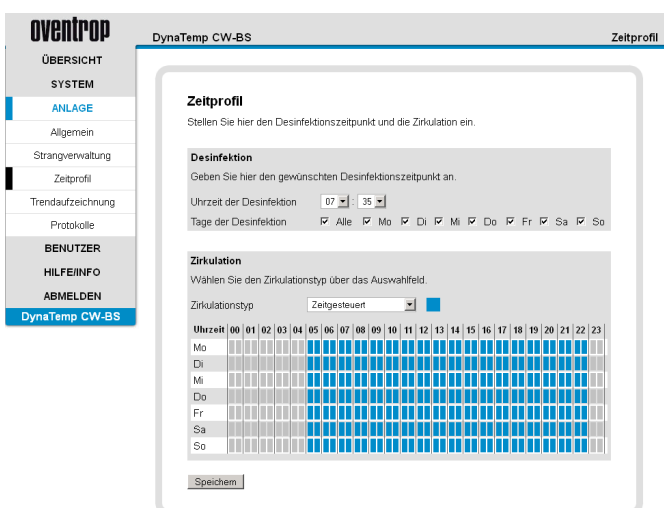 oventrop
DynaTemp CW-BS
Zeitprofil
ÜBERSICHT
SYSTEM
ANLAGE
Allgemein
Strangverwaltung
Zeitprofil
Trendaufzeichnung
Protokolle
BENUTZER
HILFE/INFO
ABMELDEN
DynaTemp CW-BS
Zeitprofil
Stellen Sie hier den Desinfektionszeitpunkt und die Zirkulation ein.
Desinfektion
Geben Sie hier den gewünschten Desinfektionszeitpunkt an.
Uhrzeit der Desinfektion 07 : 35
Tage der Desinfektion Alle Mo Di Mi Do Fr Sa So
Zirkulation
Wählen Sie den Zirkulationstyp über das Auswahlfeld.
Zirkulationstyp Zeitgesteuert
Uhrzeit 00 01 02 03 04 05 06 07 08 09 10 11 12 13 14 15 16 17 18 19 20 21 22 23
Mo
Di
Mi
Do
Fr
Sa
So
Speichern